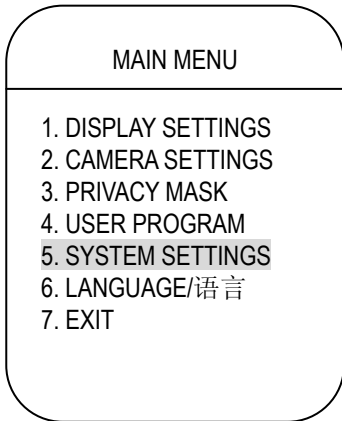 MAIN MENU
1. DISPLAY SETTINGS
2. CAMERA SETTINGS
3. PRIVACY MASK
4. USER PROGRAM
5. SYSTEM SETTINGS
6. LANGUAGE/语言
7. EXIT